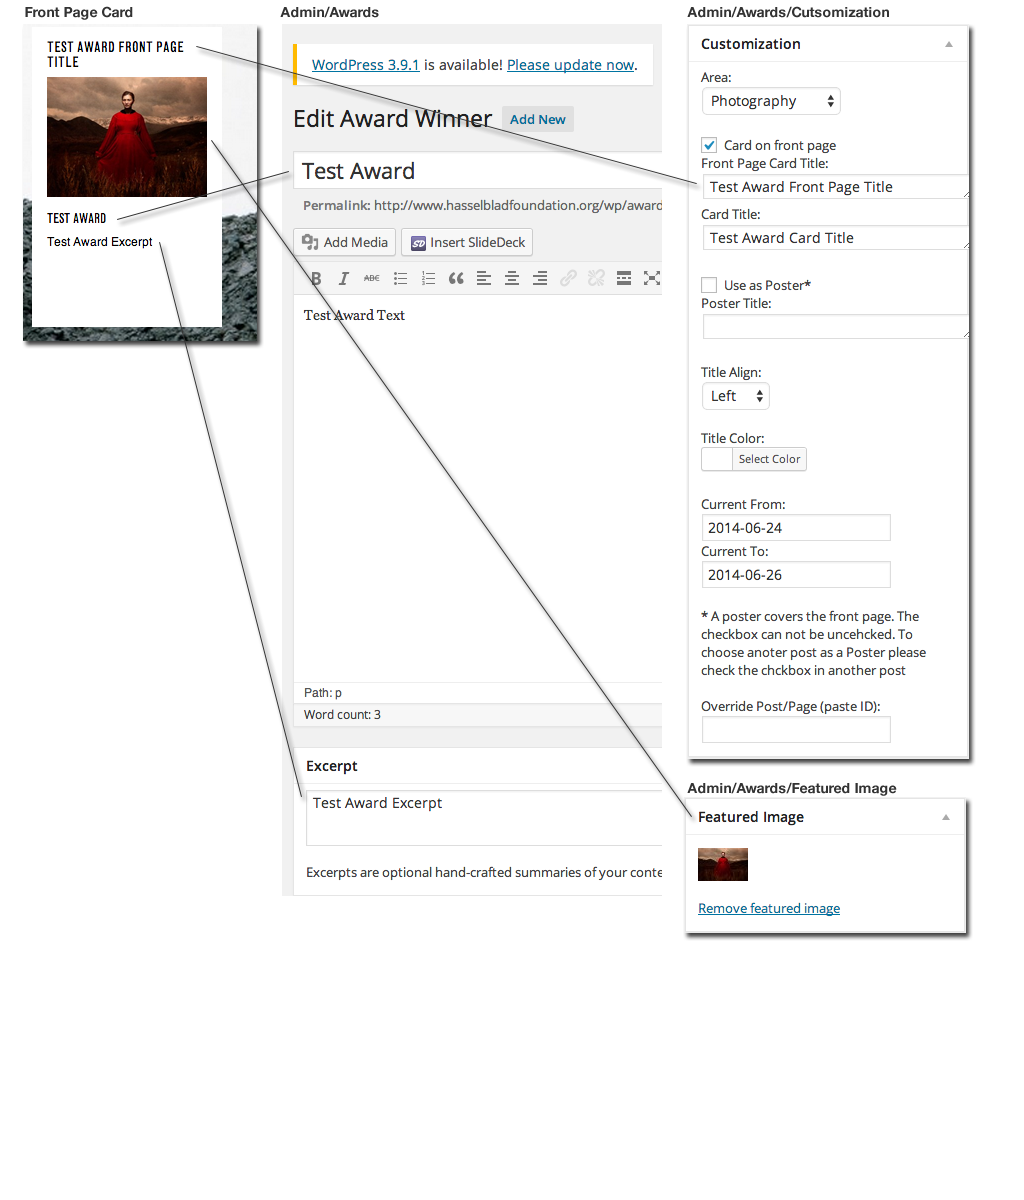 Front Page Card
TEST AWARD FRONT PAGE
TITLE
TEST AWARD
Test Award Excerpt
Admin/Awards
WordPress 3.9.1 is available! Please update now.
Edit Award Winner Add New
Test Award
Permalink: http://www.hasselbladfoundation.org/wp/award
Add Media SD Insert SlideDeck
B I ABC
Test Award Text
Path: p
Word count: 3
Excerpt
Test Award Excerpt
Excerpts are optional hand-crafted summaries of your conte
Admin/Awards/Cutsomization
Customization
Area:
Photography
Card on front page
Front Page Card Title:
Test Award Front Page Title
Card Title:
Test Award Card Title
Use as Poster*
Poster Title:
Title Align:
Left
Title Color:
Select Color
Current From:
2014-06-24
Current To:
2014-06-26
* A poster covers the front page. The
checkbox can not be uncehcked. To
choose anoter post as a Poster please
check the chckbox in another post
Override Post/Page (paste ID):
Admin/Awards/Featured Image
Featured Image
Remove featured image